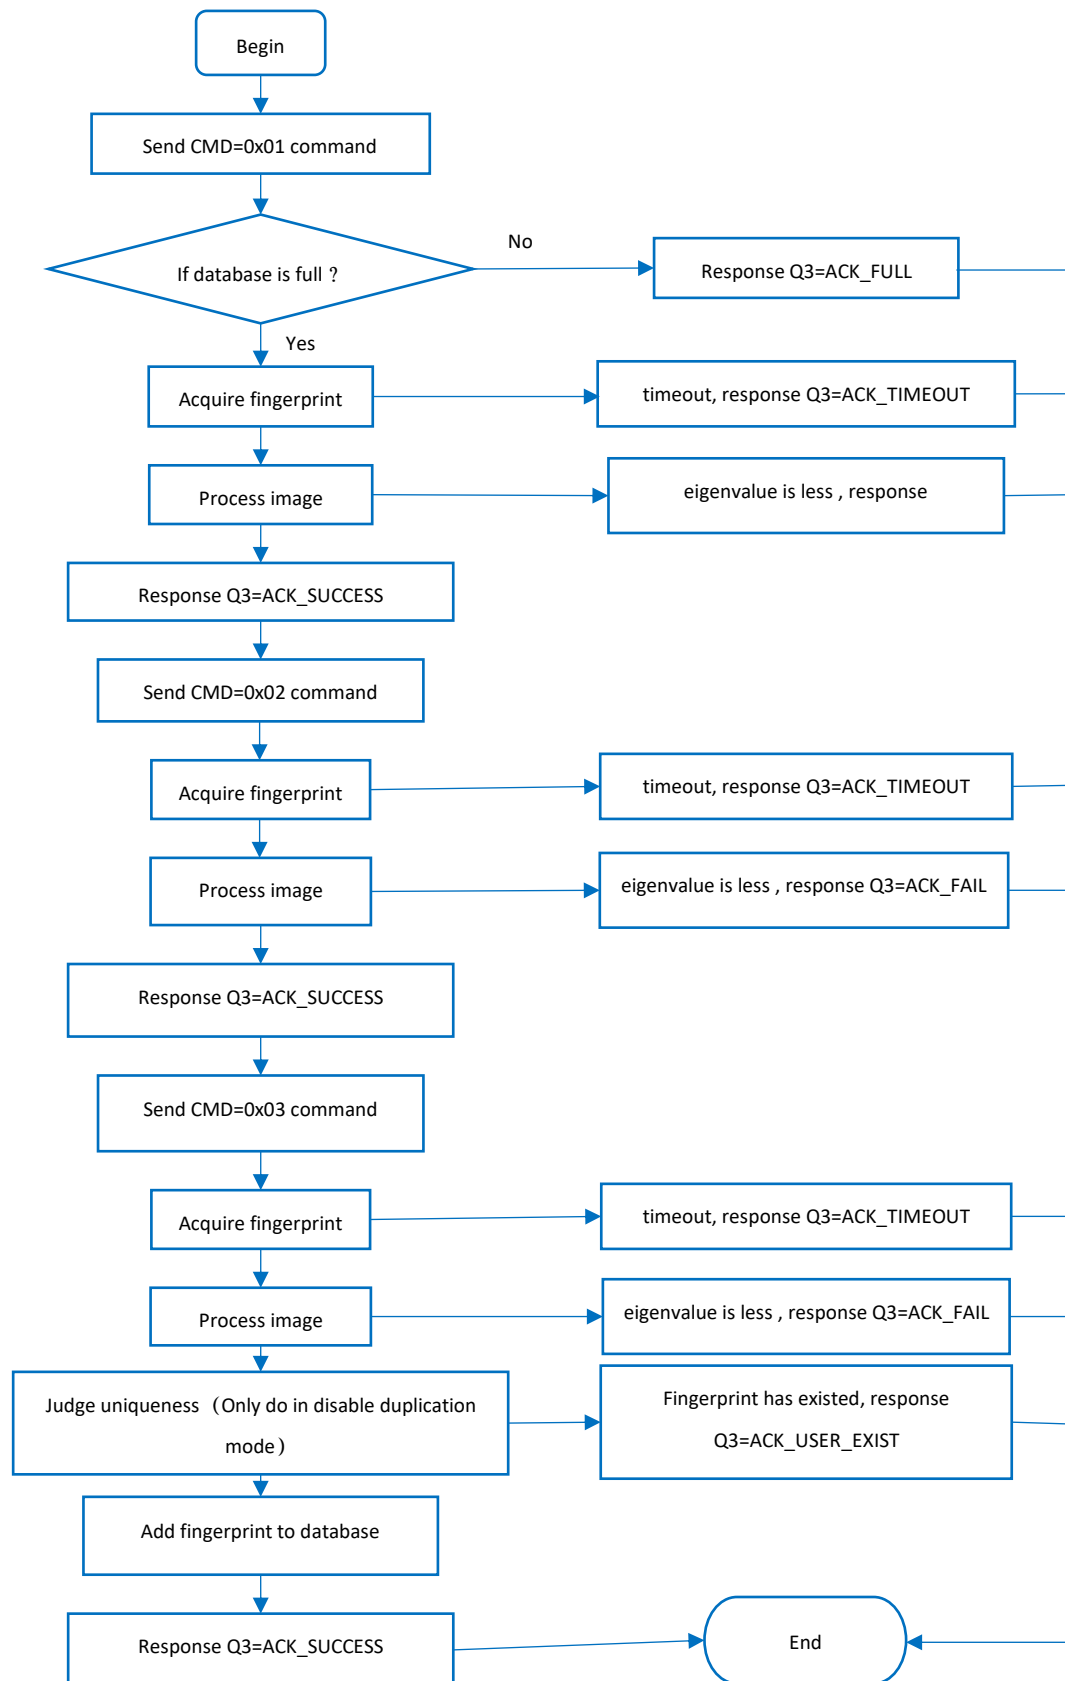 Begin
Send CMD=0x01 command
If database is full？
No
Response Q3=ACK_FULL
Yes
Acquire fingerprint
timeout, response Q3=ACK_TIMEOUT
Process image
eigenvalue is less , response
Response Q3=ACK_SUCCESS
Send CMD=0x02 command
Acquire fingerprint
timeout, response Q3=ACK_TIMEOUT
Process image
eigenvalue is less , response Q3=ACK_FAIL
Response Q3=ACK_SUCCESS
Send CMD=0x03 command
Acquire fingerprint
timeout, response Q3=ACK_TIMEOUT
Process image
eigenvalue is less , response Q3=ACK_FAIL
Judge uniqueness（Only do in disable duplication
mode）
Fingerprint has existed, response
Q3=ACK_USER_EXIST
Add fingerprint to database
Response Q3=ACK_SUCCESS
End